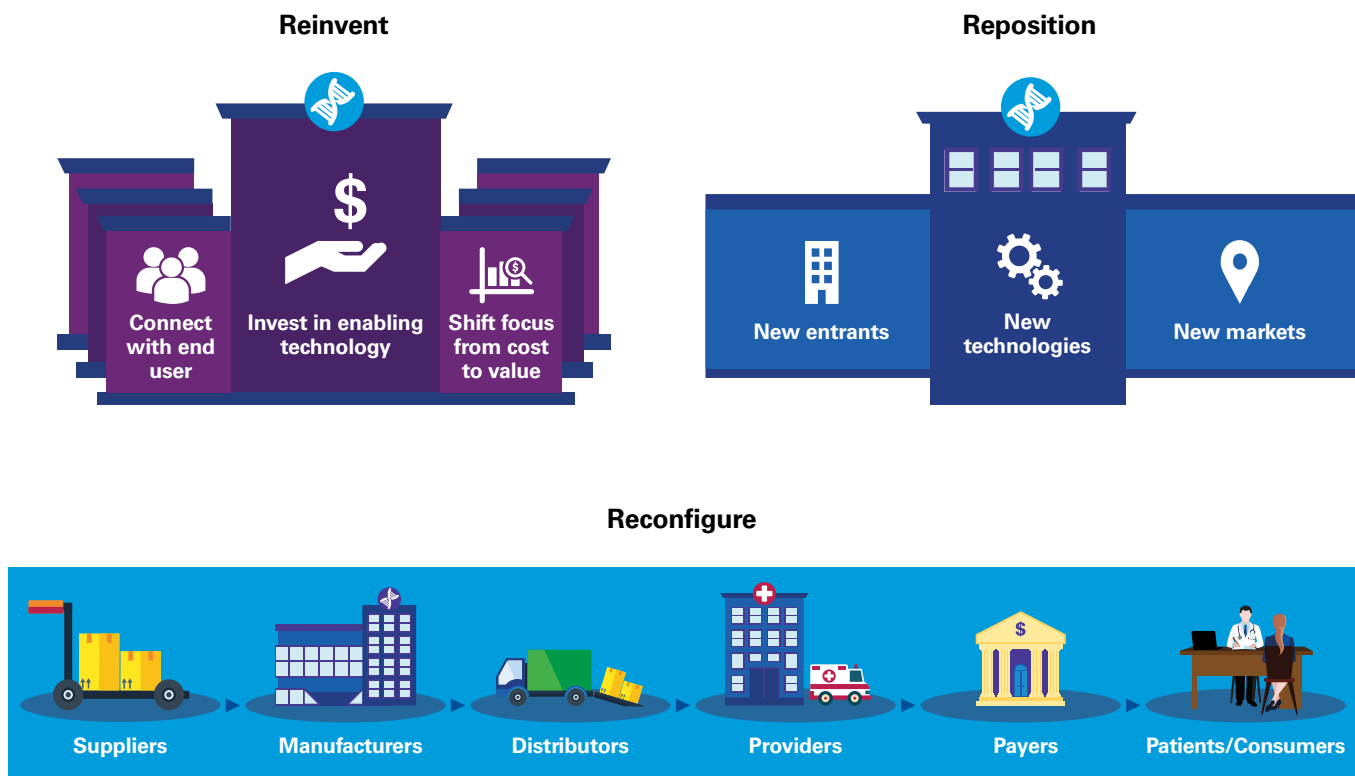 Reinvent
Connect
with end
user
Invest in enabling
technology
Shift focus
from cost
to value
Reposition
New entrants
New
technologies
New markets
Reconfigure
Suppliers
Manufacturers
Distributors
Providers
Payers
Patients/Consumers